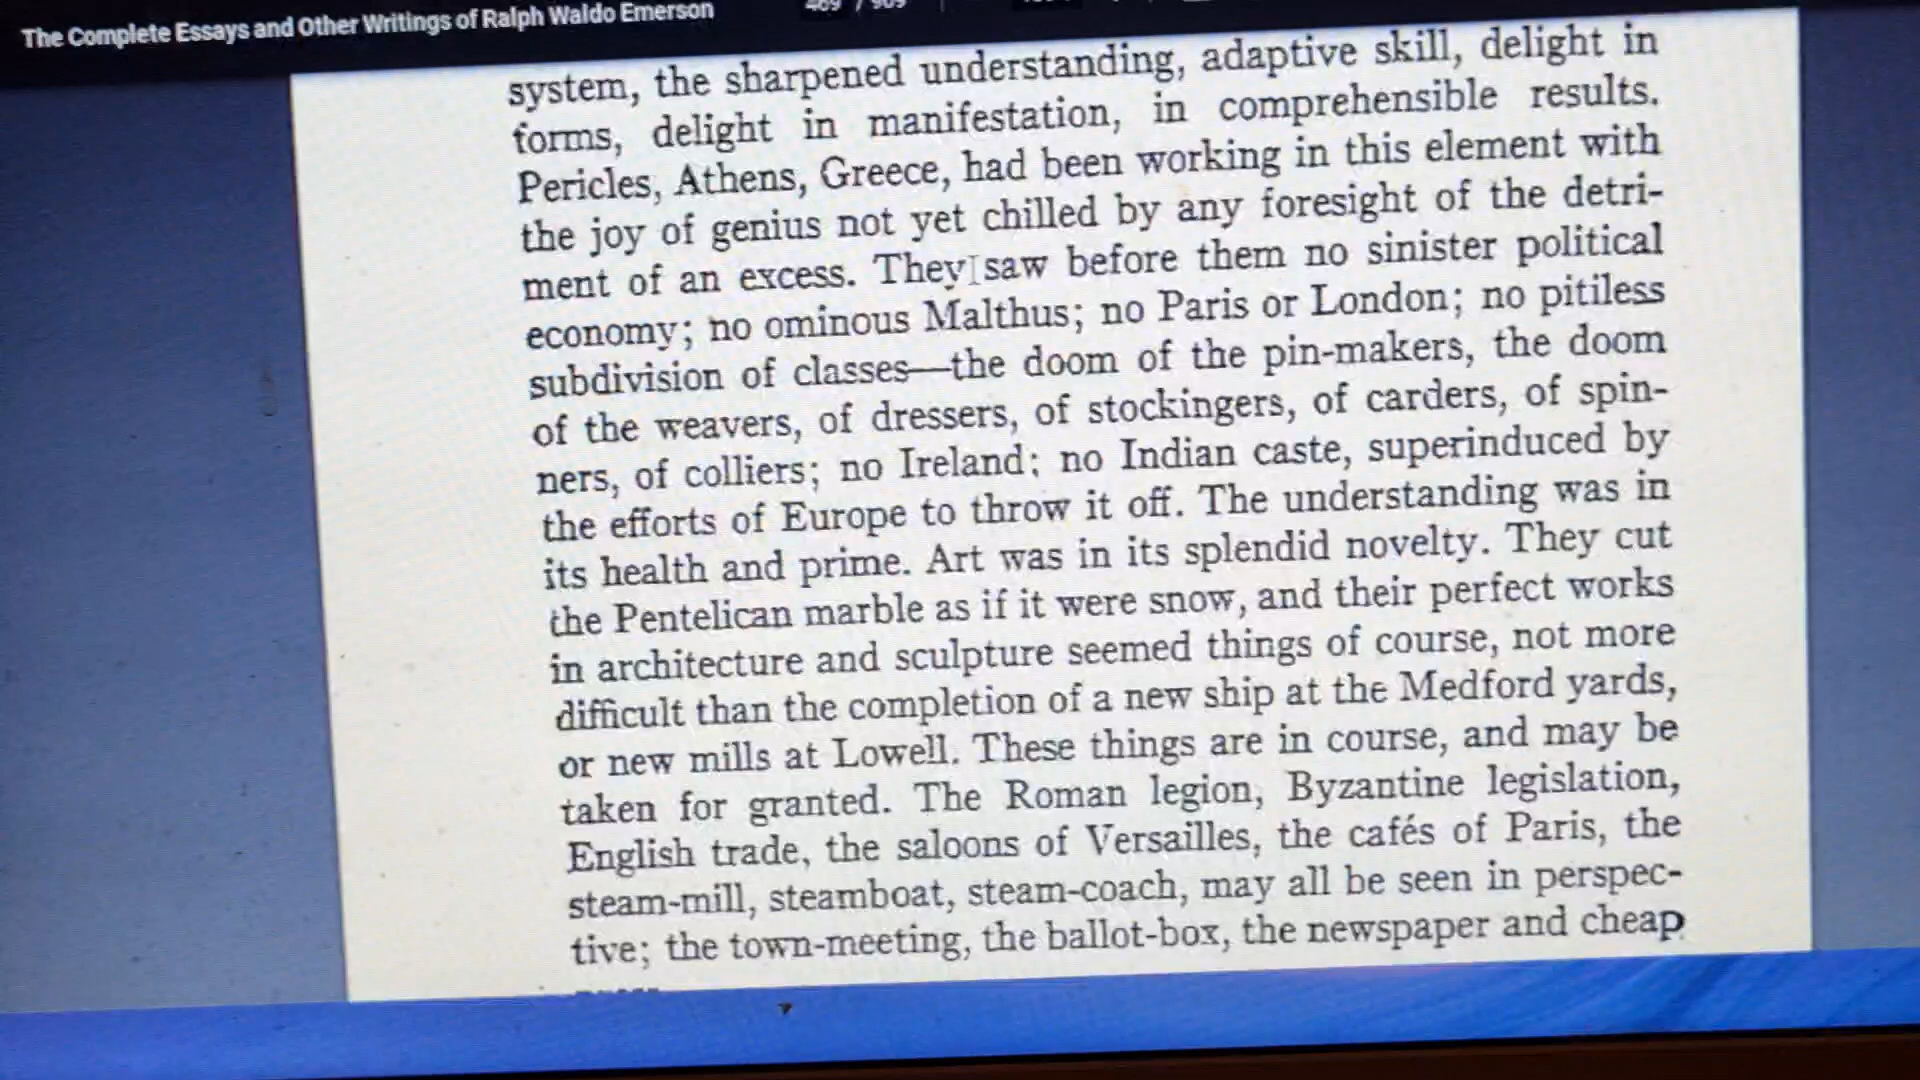 The Complete Essays and Other Writings of Ralph Waldo Emerson
system, the sharpened understanding, adaptive skill, delight in
forms, delight in manifestation, in comprehensible results.
Pericles, Athens, Greece, had been working in this element with
the joy of genius not yet chilled by any foresight of the detri-
ment of an excess. They saw before them no sinister political
economy; no ominous Malthus; no Paris or London; no pitiless
subdivision of classes—the doom of the pin-makers, the doom
of the weavers, of dressers, of stockingers, of carders, of spin-
ners, of colliers; no Ireland; no Indian caste, superinduced by
the efforts of Europe to throw it off. The understanding was in
its health and prime. Art was in its splendid novelty. They cut
the Pentelican marble as if it were snow, and their perfect works
in architecture and sculpture seemed things of course, not more
difficult than the completion of a new ship at the Medford yards,
or new mills at Lowell. These things are in course, and may be
taken for granted. The Roman legion, Byzantine legislation,
English trade, the saloons of Versailles, the cafés of Paris, the
steam-mill, steamboat, steam-coach, may all be seen in perspec-
tive; the town-meeting, the ballot-box, the newspaper and cheap